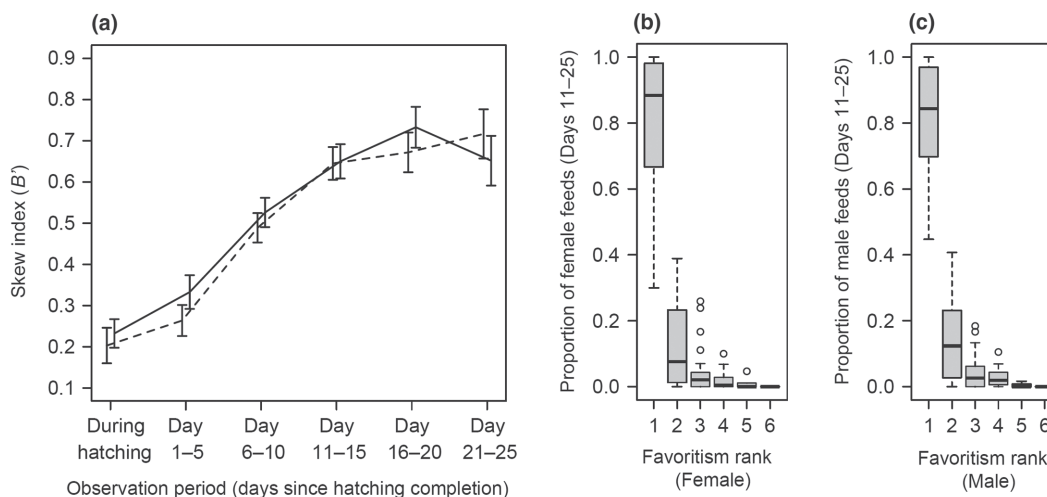 (a)
0.9
0.8
0.7
0.6
0.5
0.4
0.3
0.2
0.1
Skew index (B′)
During hatching
Day 1–5
Day 6–10
Day 11–15
Day 16–20
Day 21–25
Observation period (days since hatching completion)
(b)
1.0
0.8
0.6
0.4
0.2
0.0
Proportion of female feeds (Days 11–25)
1 2 3 4 5 6
Favoritism rank
(Female)
(c)
1.0
0.8
0.6
0.4
0.2
0.0
Proportion of male feeds (Days 11–25)
1 2 3 4 5 6
Favoritism rank
(Male)